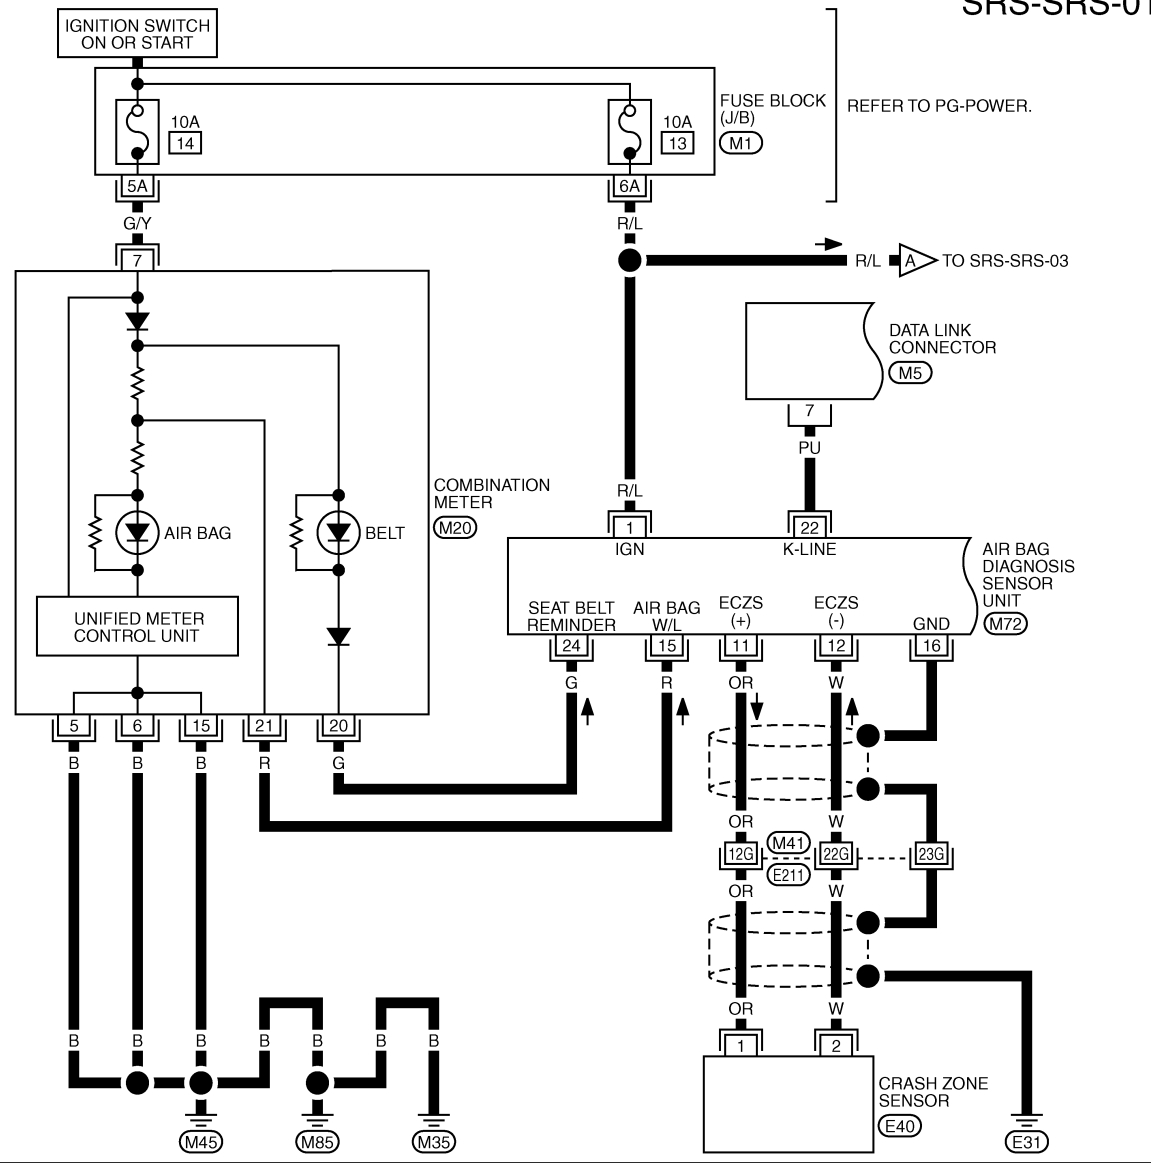 SRS-SRS-01
IGNITION SWITCH
ON OR START
10A
14
10A
13
FUSE BLOCK
(J/B)
M1
REFER TO PG-POWER.
5A
6A
G/Y
R/L
7
R/L
A
TO SRS-SRS-03
DATA LINK
CONNECTOR
M5
7
PU
COMBINATION
METER
M20
R/L
AIR BAG
BELT
1
22
IGN
K-LINE
AIR BAG
DIAGNOSIS
SENSOR
UNIT
M72
UNIFIED METER
CONTROL UNIT
SEAT BELT
REMINDER
AIR BAG
W/L
ECZS
(+)
ECZS
(-)
GND
24
15
11
12
16
G
R
OR
W
5
6
15
21
20
B
B
B
R
G
OR
W
12G
M41
22G
23G
E211
OR
W
OR
W
B
B
B
B
B
B
B
1
2
CRASH ZONE
SENSOR
E40
M45
M85
M35
E31